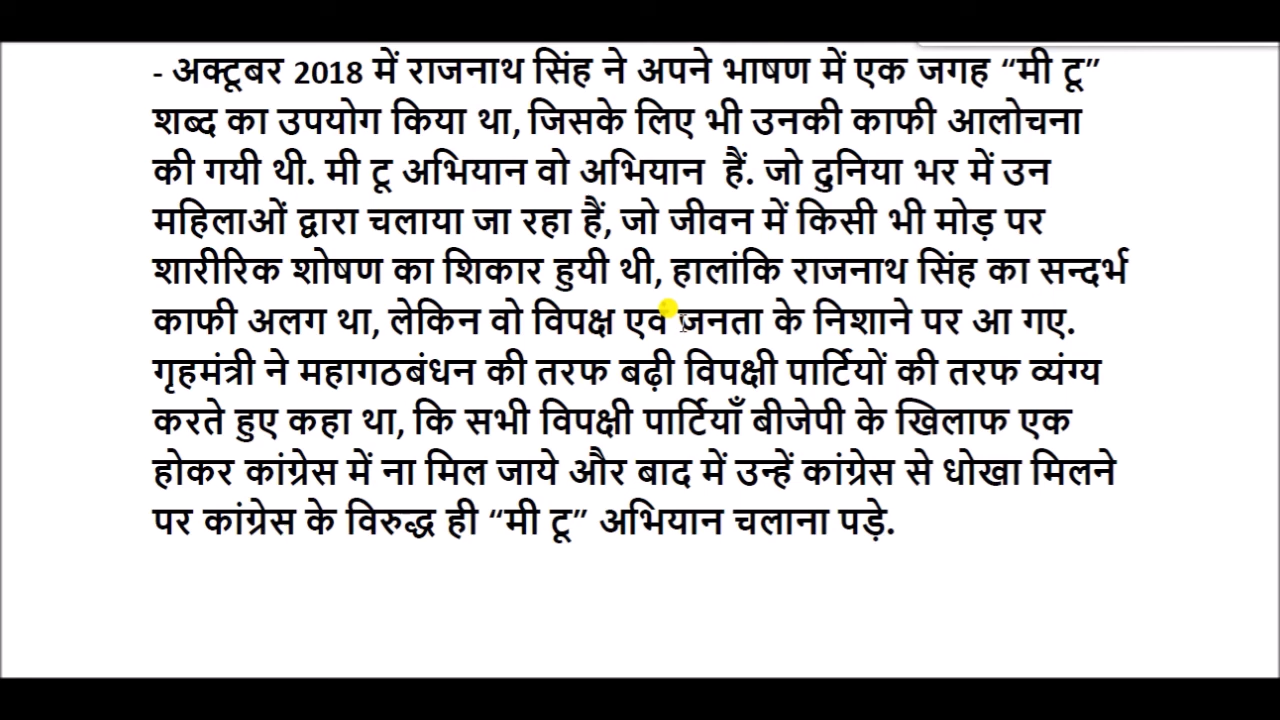 - अक्टूबर 2018 में राजनाथ सिंह ने अपने भाषण में एक जगह “मी टू”
शब्द का उपयोग किया था, जिसके लिए भी उनकी काफी आलोचना
की गयी थी. मी टू अभियान वो अभियान  हैं. जो दुनिया भर में उन
महिलाओं द्वारा चलाया जा रहा हैं, जो जीवन में किसी भी मोड़ पर
शारीरिक शोषण का शिकार हुयी थी, हालांकि राजनाथ सिंह का सन्दर्भ
काफी अलग था, लेकिन वो विपक्ष एवं जनता के निशाने पर आ गए.
गृहमंत्री ने महागठबंधन की तरफ बढ़ी विपक्षी पार्टियों की तरफ व्यंग्य
करते हुए कहा था, कि सभी विपक्षी पार्टियाँ बीजेपी के खिलाफ एक
होकर कांग्रेस में ना मिल जाये और बाद में उन्हें कांग्रेस से धोखा मिलने
पर कांग्रेस के विरुद्ध ही “मी टू” अभियान चलाना पड़े.